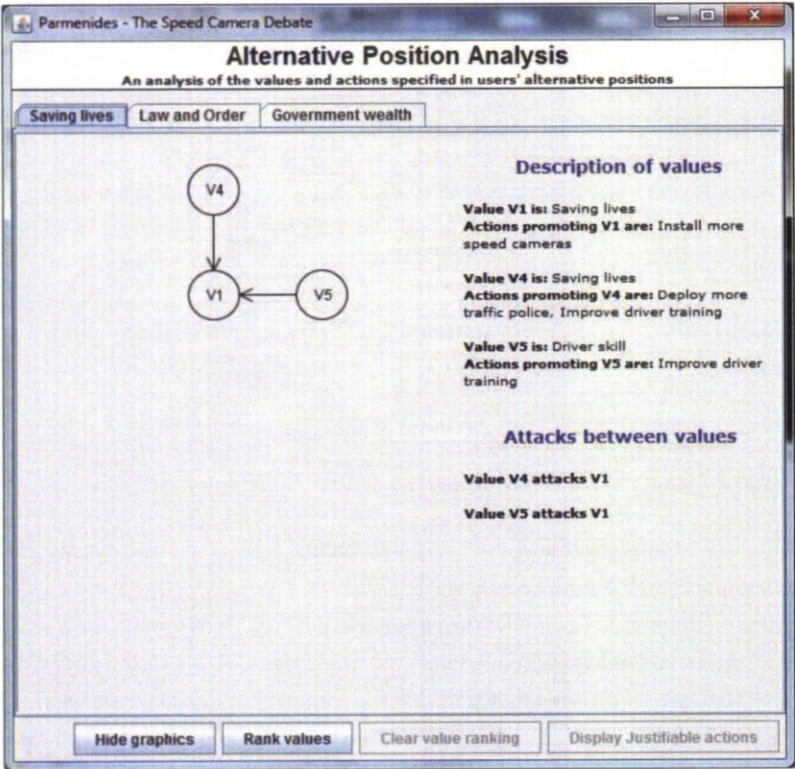 Parmenides - The Speed Camera Debate
Alternative Position Analysis
An analysis of the values and actions specified in users' alternative positions
Saving lives
Law and Order
Government wealth
V4
V1
V5
Description of values
Value V1 is: Saving lives
Actions promoting V1 are: Install more
speed cameras
Value V4 is: Saving lives
Actions promoting V4 are: Deploy more
traffic police, Improve driver training
Value V5 is: Driver skill
Actions promoting V5 are: Improve driver
training
Attacks between values
Value V4 attacks V1
Value V5 attacks V1
Hide graphics
Rank values
Clear value ranking
Display Justifiable actions